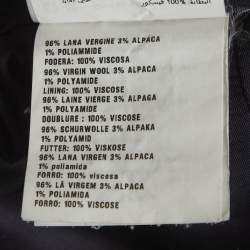 96% LANA VERGINE 3% ALPACA
1% POLIAMMIDE
FODERA: 100% VISCOSA
96% VIRGIN WOOL 3% ALPACA
1% POLYAMIDE
LINING: 100% VISCOSE
96% LAINE VIERGE 3% ALPAGA
1% POLYAMIDE
DOUBLURE : 100% VISCOSE
96% SCHURWOLLE 3% ALPAKA
1% POLYAMID
FUTTER: 100% VISKOSE
96% LANA VIRGEN 3% ALPACA
1% poliamida
FORRO: 100% viscosa
96% LÃ VIRGEM 3% ALPACA
1% POLIAMIDA
FORRO: 100% VISCOSE